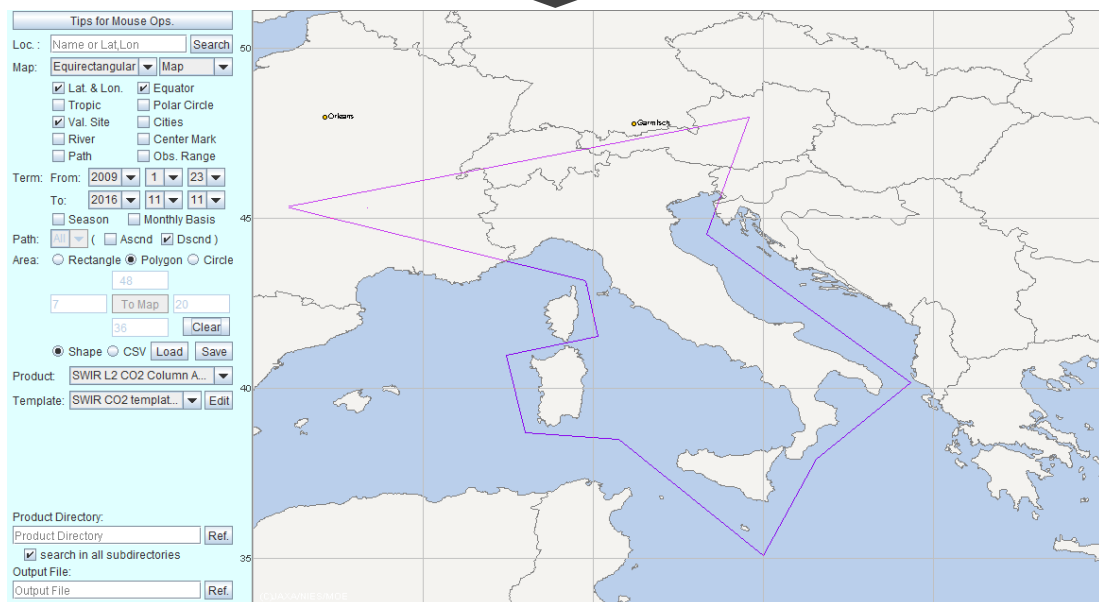 Tips for Mouse Ops.
Loc. : Name or Lat,Lon Search
Map: Equirectangular Map
Lat. & Lon. Equator
Tropic Polar Circle
Val. Site Cities
River Center Mark
Path Obs. Range
Term: From: 2009 1 23
To: 2016 11 11
Season Monthly Basis
Path: All ( Ascnd Dscnd )
Area: Rectangle Polygon Circle
48
7 To Map 20
36 Clear
Shape CSV Load Save
Product: SWIR L2 CO2 Column A...
Template: SWIR CO2 templat... Edit
Product Directory:
Product Directory Ref.
search in all subdirectories
Output File:
Output File Ref.
50
Orleans
Garmisch
45
40
35